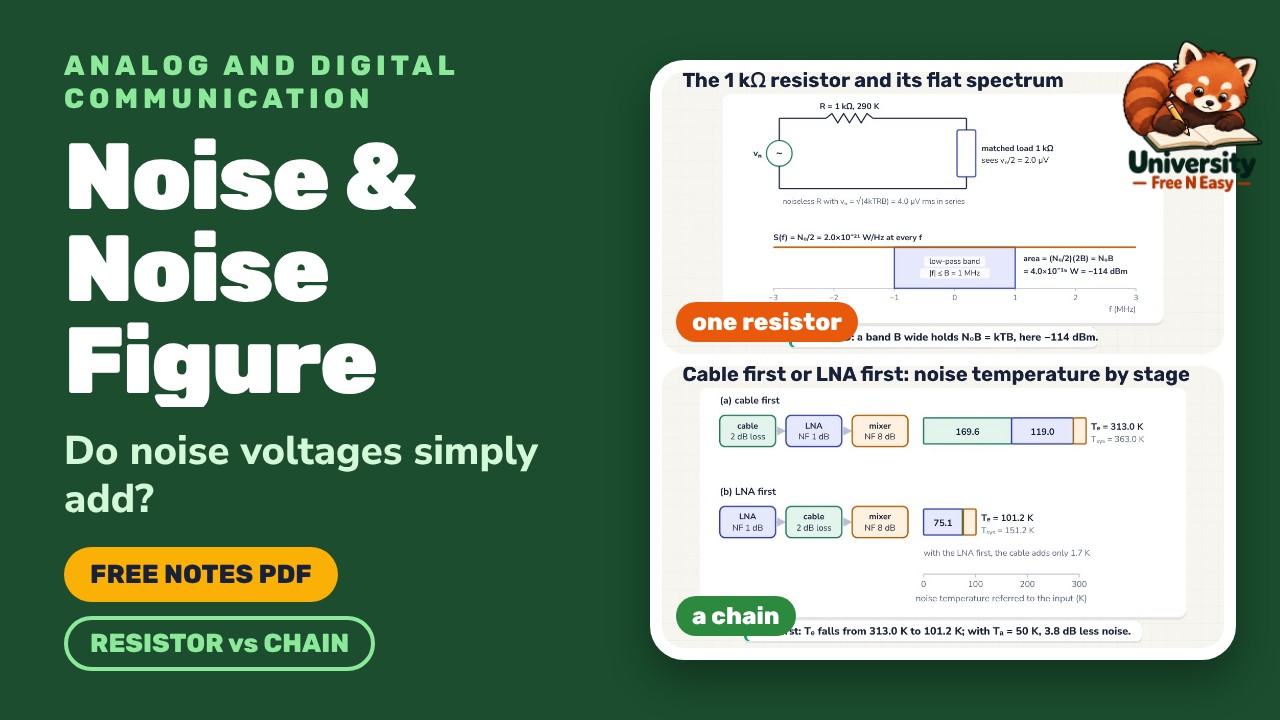 ANALOG AND DIGITAL
COMMUNICATION
Noise &
Noise
Figure
Do noise voltages simply
add?
FREE NOTES PDF
RESISTOR vs CHAIN
The 1 kΩ resistor and its flat spectrum
R = 1 kΩ, 290 K
vₙ
~
matched load 1 kΩ
sees vₙ/2 = 2.0 μV
noiseless R with vₙ = √(4kTRB) = 4.0 μV rms in series
S(f) = N₀/2 = 2.0×10⁻²¹ W/Hz at every f
low-pass band
|f| ≤ B = 1 MHz
area = (N₀/2)(2B) = N₀B
= 4.0×10⁻¹⁵ W = −114 dBm
−3 −2 −1 0 1 2 3
f (MHz)
one resistor
: a band B wide holds N₀B = kTB, here −114 dBm.
University
Free N Easy
Cable first or LNA first: noise temperature by stage
(a) cable first
cable
2 dB loss
LNA
NF 1 dB
mixer
NF 8 dB
169.6
119.0
Tₑ = 313.0 K
Tₛᵧₛ = 363.0 K
(b) LNA first
LNA
NF 1 dB
cable
2 dB loss
mixer
NF 8 dB
75.1
Tₑ = 101.2 K
Tₛᵧₛ = 151.2 K
with the LNA first, the cable adds only 1.7 K
0 100 200 300
noise temperature referred to the input (K)
a chain
rst: Tₑ falls from 313.0 K to 101.2 K; with Tₐ = 50 K, 3.8 dB less noise.